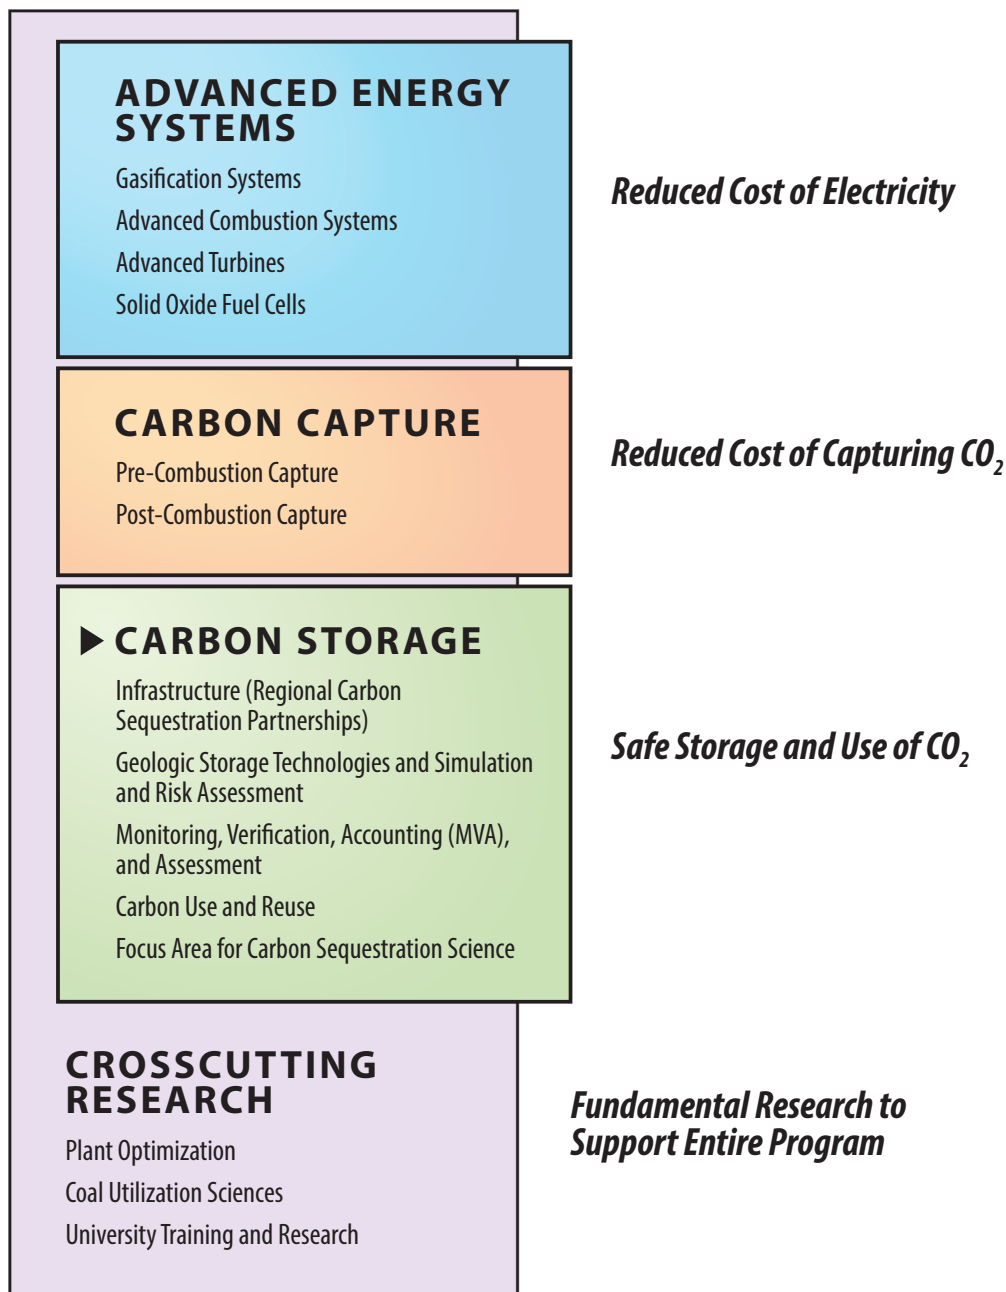 ADVANCED ENERGY
SYSTEMS
Gasification Systems
Advanced Combustion Systems
Advanced Turbines
Solid Oxide Fuel Cells
Reduced Cost of Electricity
CARBON CAPTURE
Pre-Combustion Capture
Post-Combustion Capture
Reduced Cost of Capturing CO₂
CARBON STORAGE
Infrastructure (Regional Carbon
Sequestration Partnerships)
Geologic Storage Technologies and Simulation
and Risk Assessment
Monitoring, Verification, Accounting (MVA),
and Assessment
Carbon Use and Reuse
Focus Area for Carbon Sequestration Science
Safe Storage and Use of CO₂
CROSSCUTTING
RESEARCH
Plant Optimization
Coal Utilization Sciences
University Training and Research
Fundamental Research to
Support Entire Program